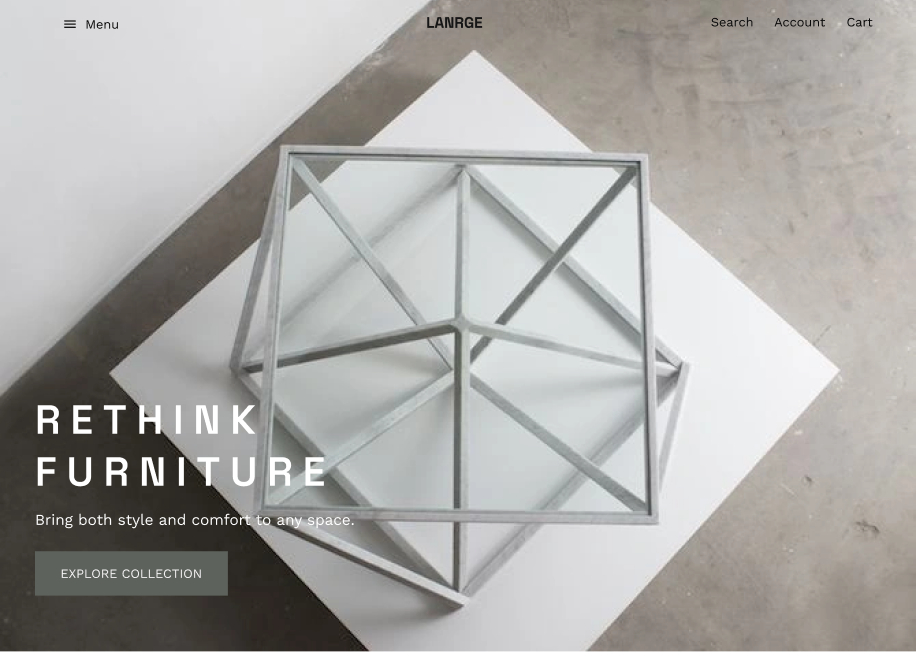 Menu
LANRGE
Search Account Cart
RETHINK
FURNITURE
Bring both style and comfort to any space.
EXPLORE COLLECTION